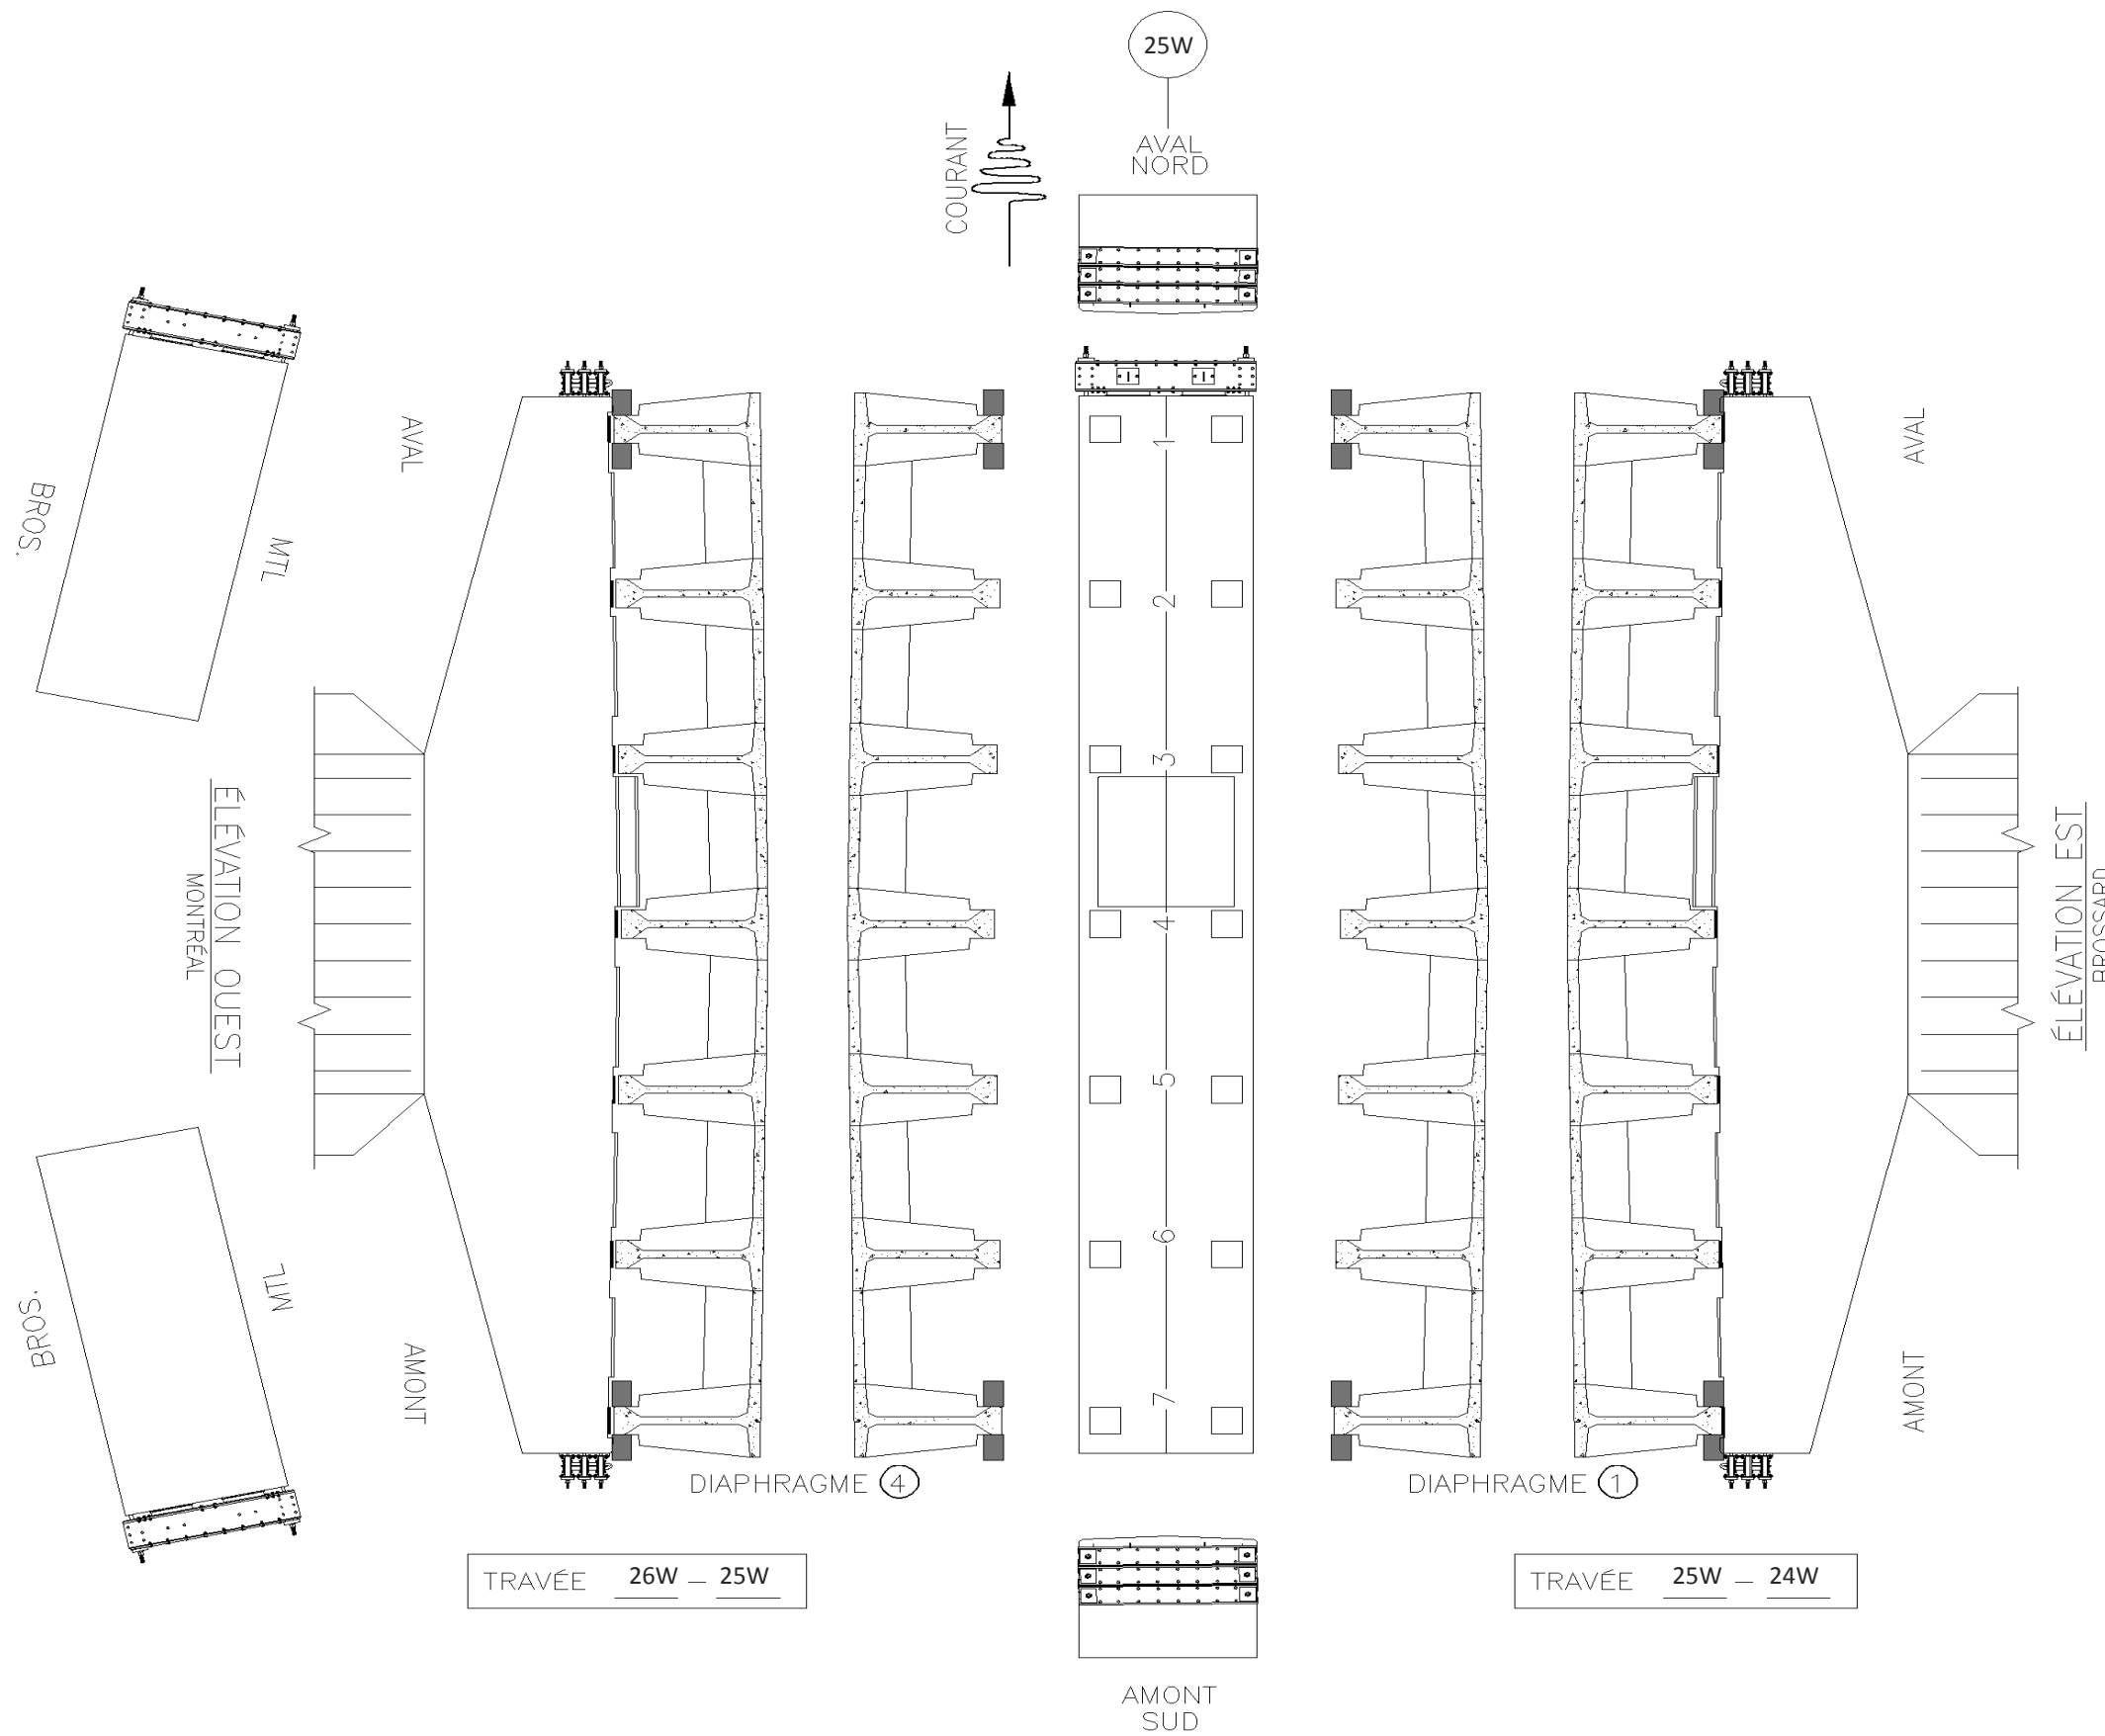 25W
AVAL
NORD
COURANT
AVAL
AVAL
BROS.
MTL
1
2
3
4
5
6
7
ÉLÉVATION OUEST
MONTRÉAL
ÉLÉVATION EST
BROSSARD
BROS.
MTL
AMONT
AMONT
DIAPHRAGME 4
DIAPHRAGME 1
TRAVÉE 26W — 25W
TRAVÉE 25W — 24W
AMONT
SUD